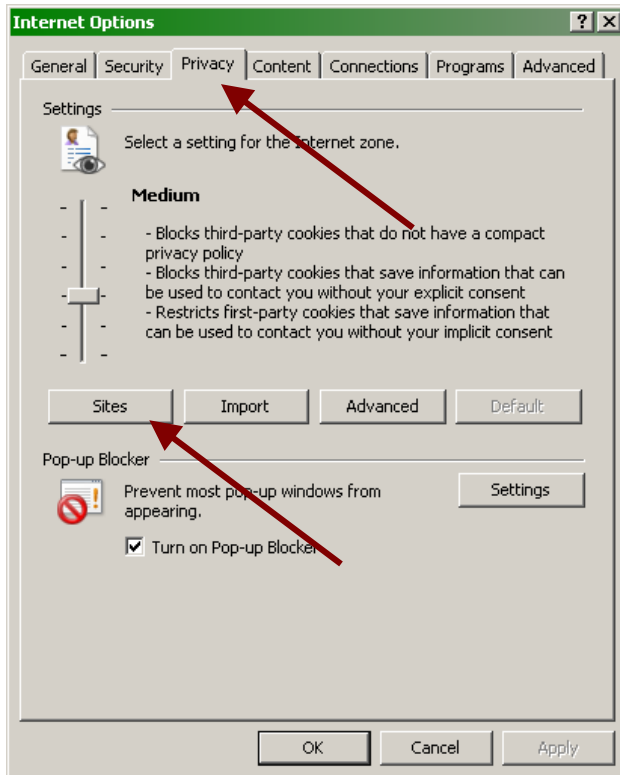 Internet Options
General Security Privacy Content Connections Programs Advanced
Settings
Select a setting for the Internet zone.
Medium
- Blocks third-party cookies that do not have a compact
privacy policy
- Blocks third-party cookies that save information that can
be used to contact you without your explicit consent
- Restricts first-party cookies that save information that
can be used to contact you without your implicit consent
Sites Import Advanced Default
Pop-up Blocker
Prevent most pop-up windows from
appearing.
Settings
Turn on Pop-up Blocker
OK Cancel Apply